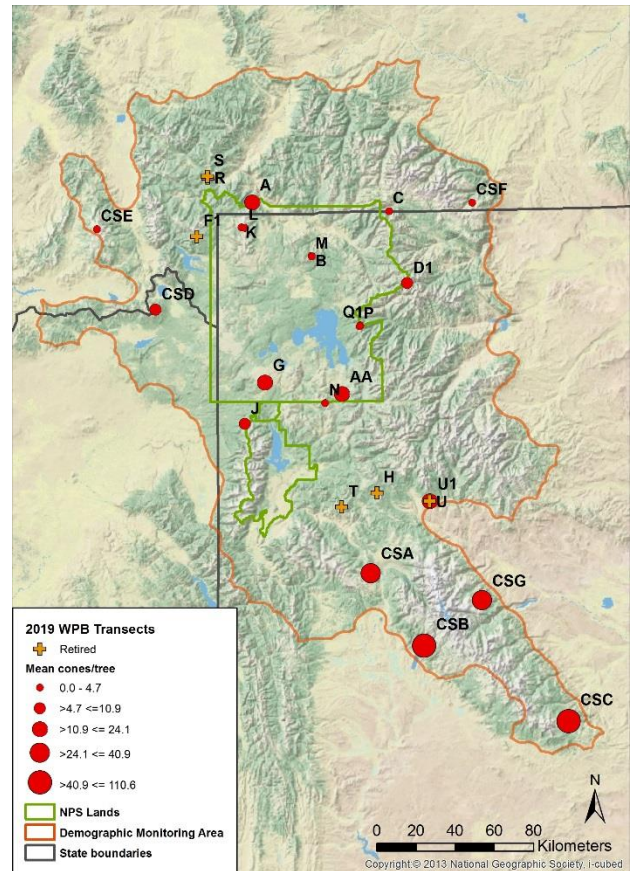 S
R
A
CSF
C
L
F1
K
CSE
M
B
D1
CSD
Q1P
G
AA
N
J
H
U1
T
U
CSA
CSG
CSB
CSC
2019 WPB Transects
Retired
Mean cones/tree
0.0 - 4.7
>4.7 <=10.9
>10.9 <= 24.1
>24.1 <= 40.9
>40.9 <= 110.6
NPS Lands
Demographic Monitoring Area
State boundaries
N
0 20 40 60 80
Kilometers
Copyright:© 2013 National Geographic Society, i-cubed